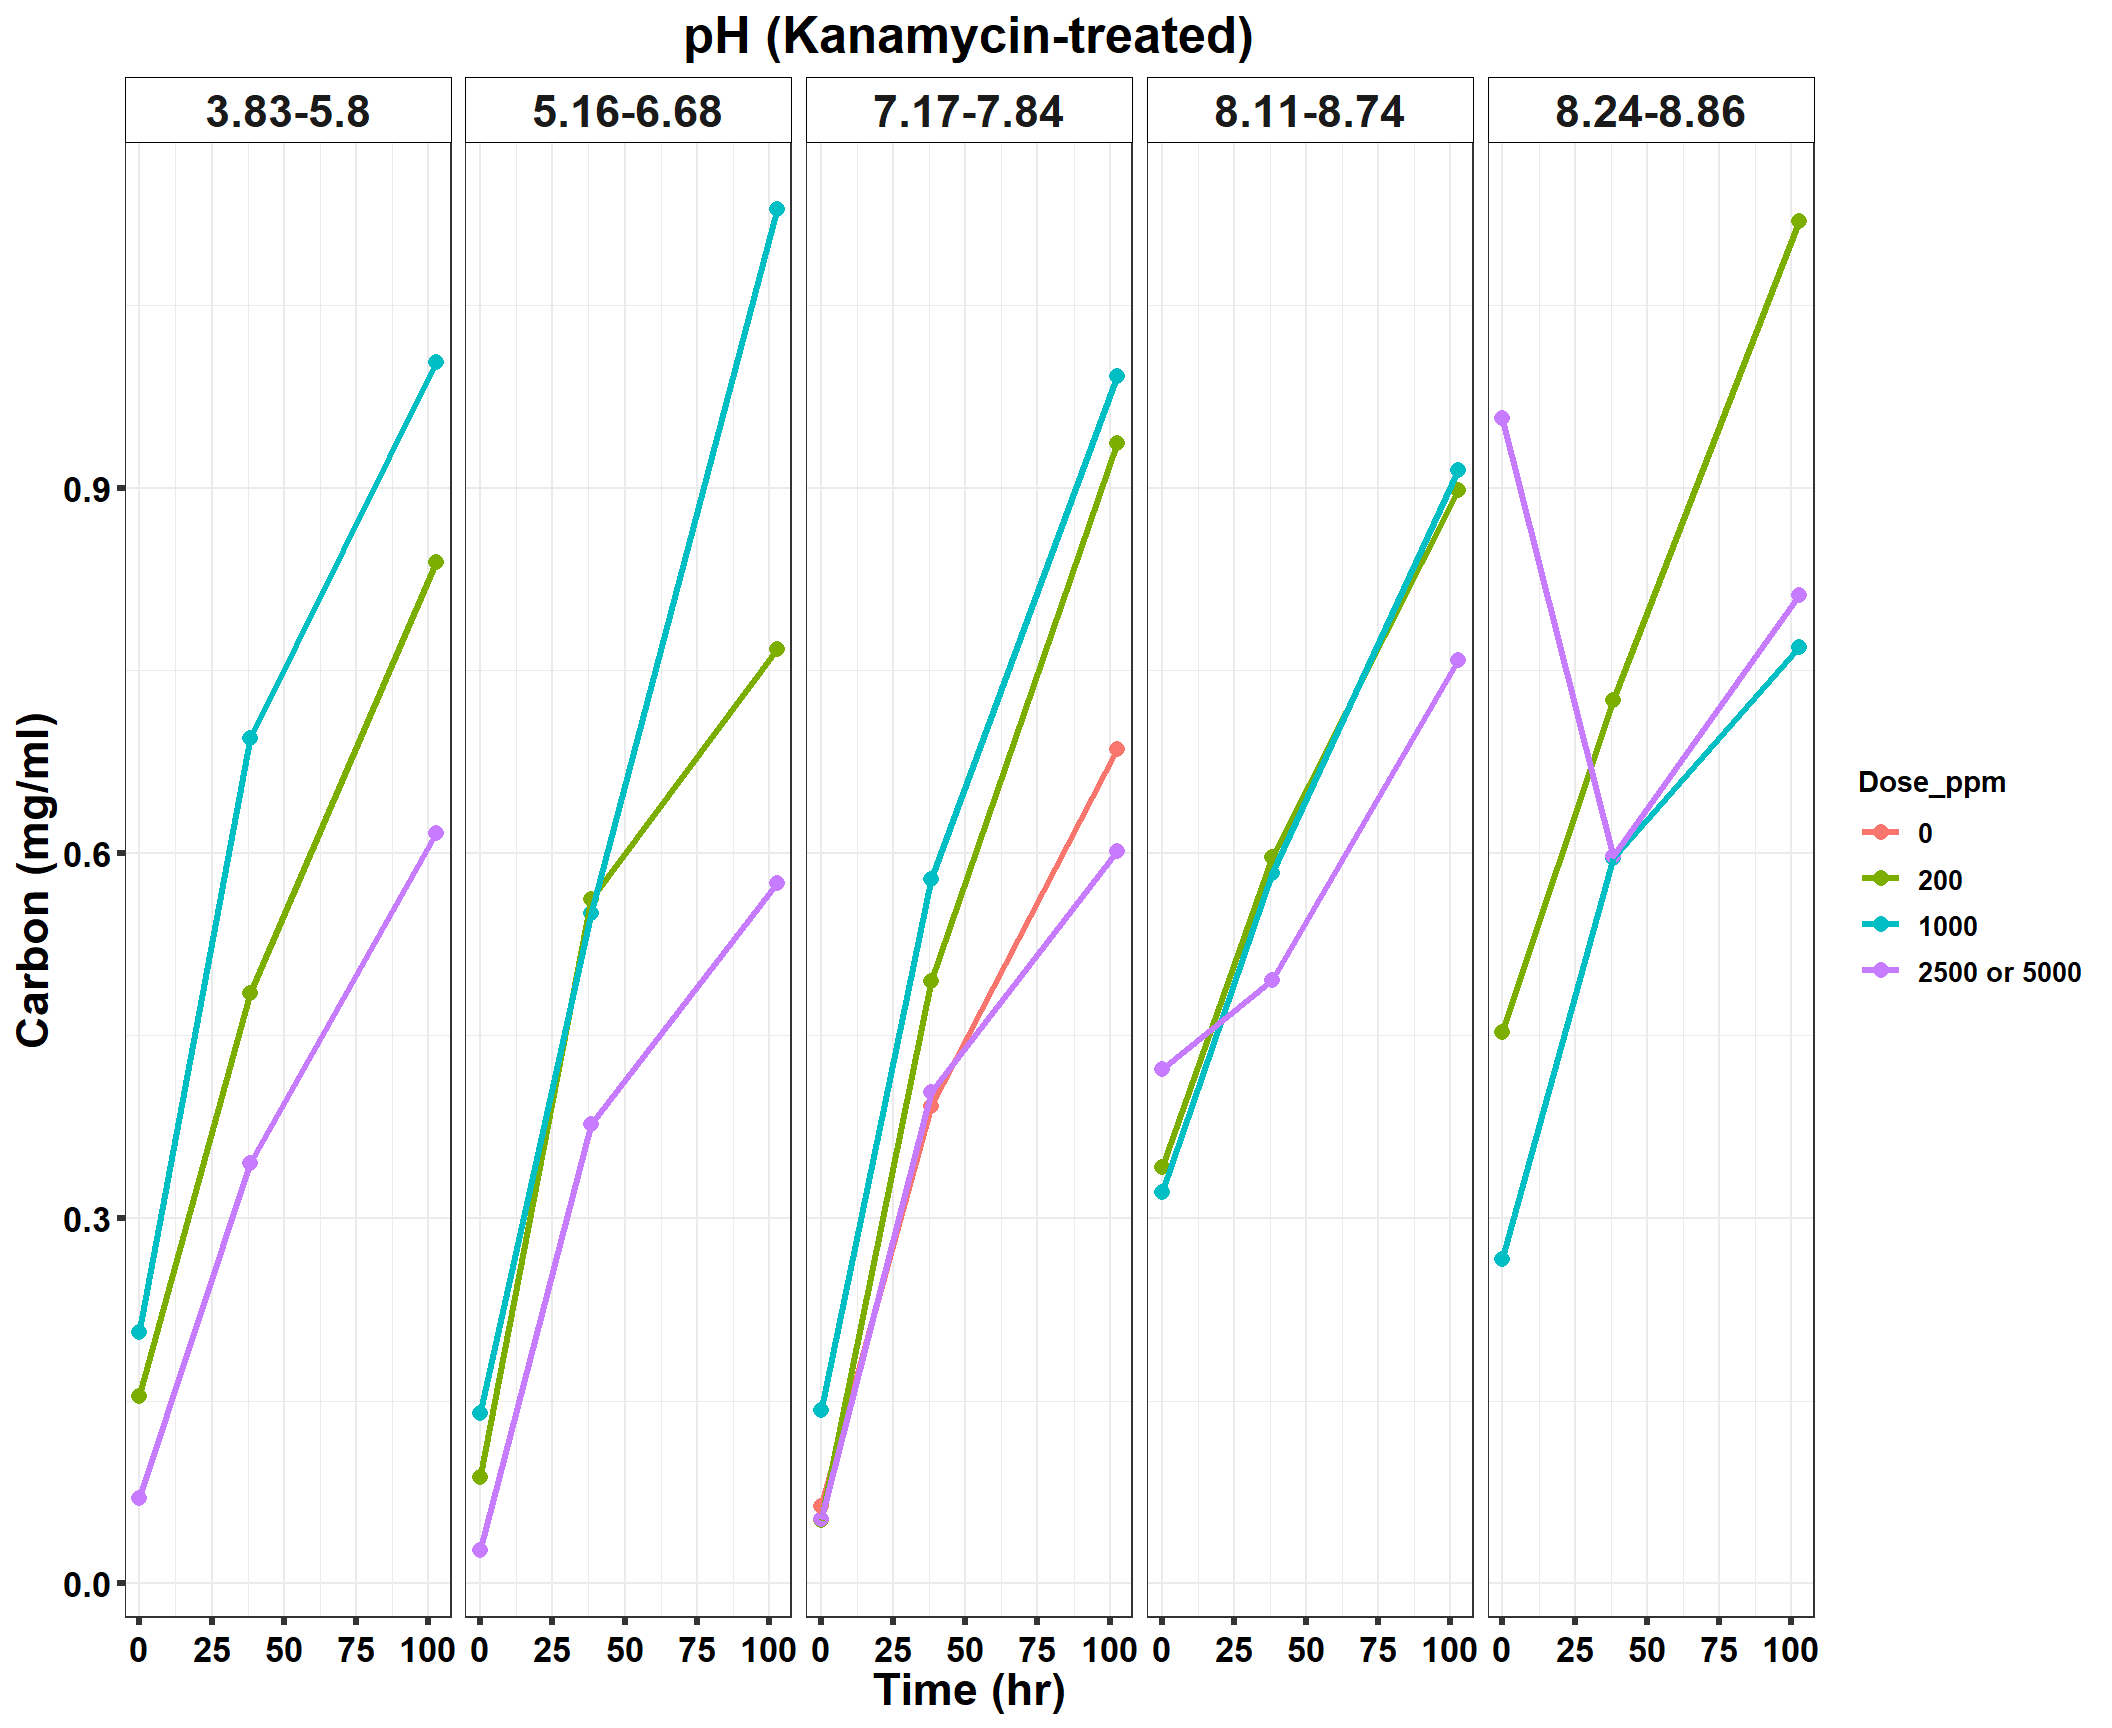 pH (Kanamycin-treated)
3.83-5.8 5.16-6.68 7.17-7.84 8.11-8.74 8.24-8.86
Carbon (mg/ml)
0.9
0.6
0.3
0.0
0 25 50 75 100 0 25 50 75 100 0 25 50 75 100 0 25 50 75 100 0 25 50 75 100
Time (hr)
Dose_ppm
0
200
1000
2500 or 5000